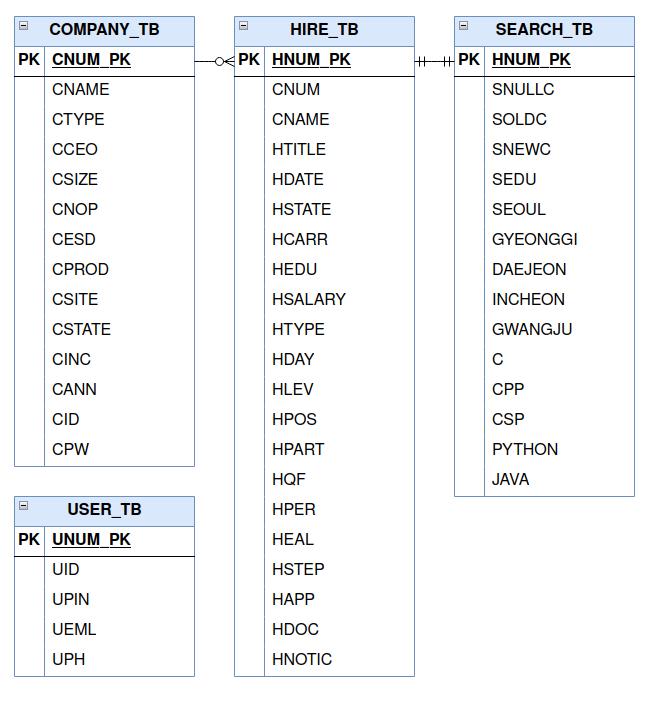 COMPANY_TB
PK CNUM_PK
CNAME
CTYPE
CCEO
CSIZE
CNOP
CESD
CPROD
CSITE
CSTATE
CINC
CANN
CID
CPW
USER_TB
PK UNUM_PK
UID
UPIN
UEML
UPH
HIRE_TB
PK HNUM_PK
CNUM
CNAME
HTITLE
HDATE
HSTATE
HCARR
HEDU
HSALARY
HTYPE
HDAY
HLEV
HPOS
HPART
HQF
HPER
HEAL
HSTEP
HAPP
HDOC
HNOTIC
SEARCH_TB
PK HNUM_PK
SNULLC
SOLDC
SNEWC
SEDU
SEOUL
GYEONGGI
DAEJEON
INCHEON
GWANGJU
C
CPP
CSP
PYTHON
JAVA